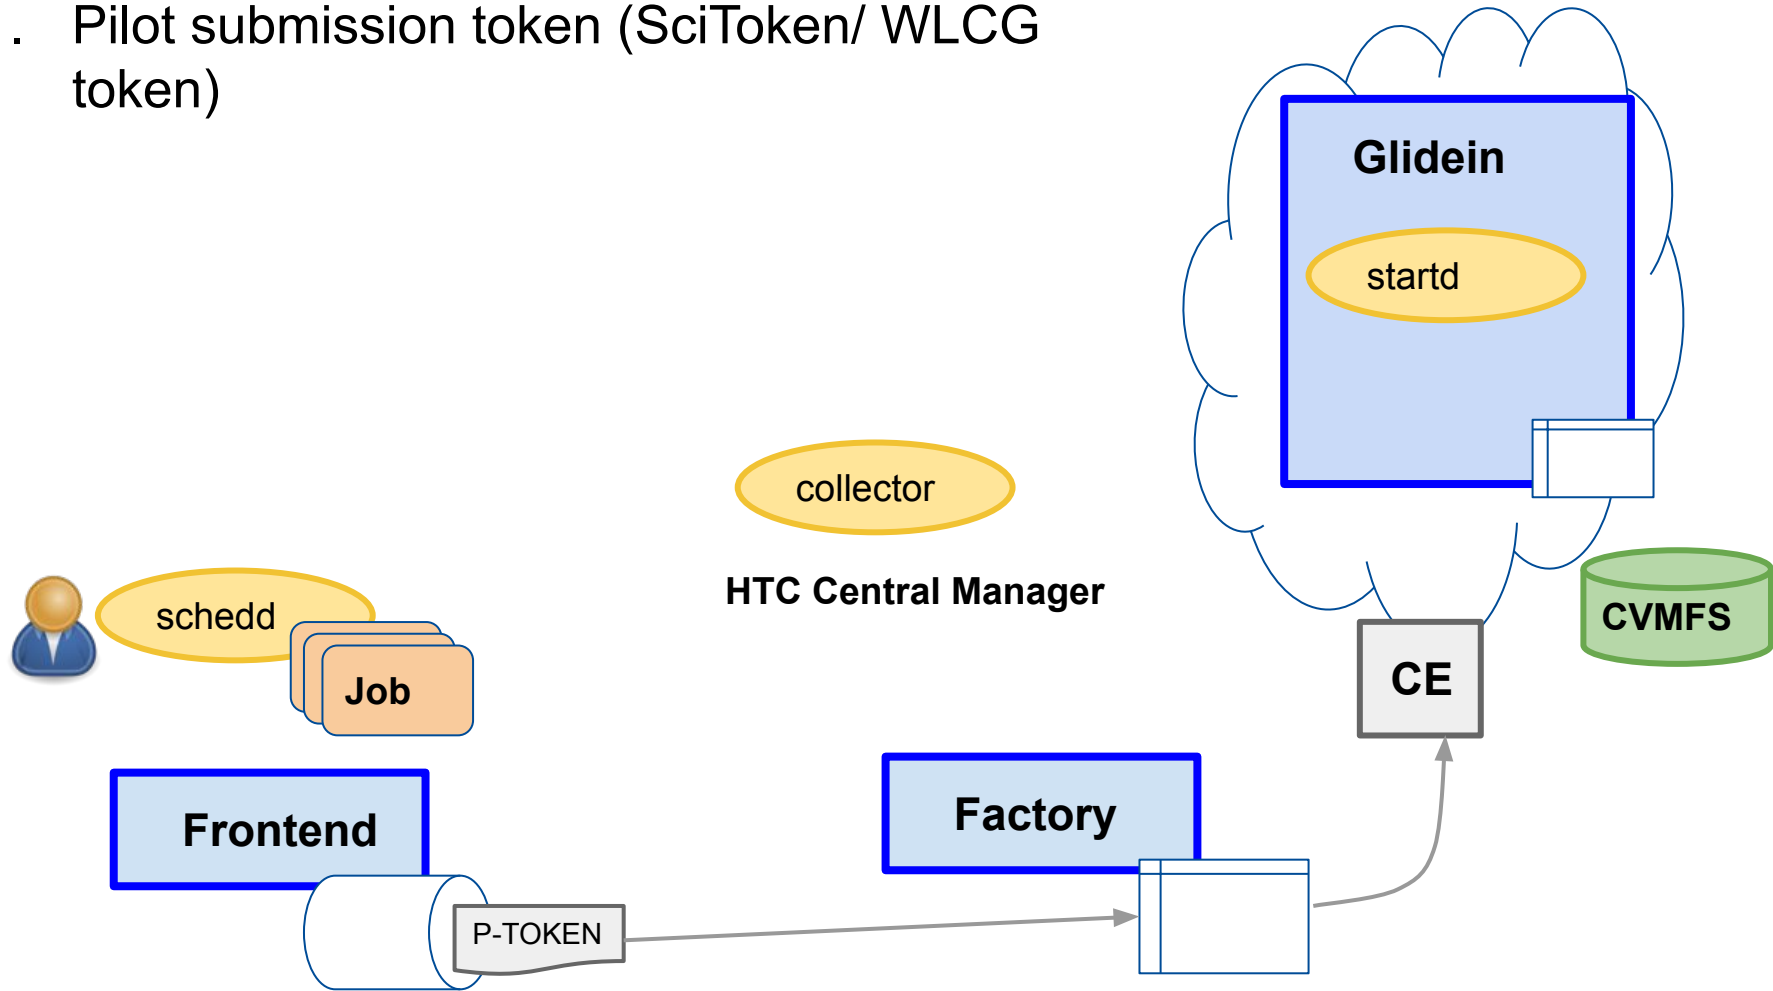 . Pilot submission token (SciToken/ WLCG
token)
Glidein
startd
collector
HTC Central Manager
schedd
Job
CVMFS
CE
Frontend
Factory
P-TOKEN